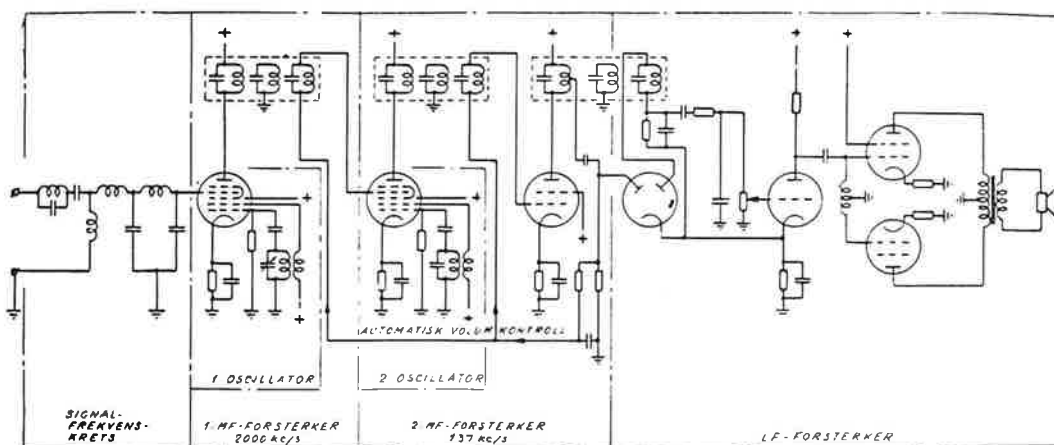 AUTOMATISK VOLUM KONTROLL
1 OSCILLATOR
2 OSCILLATOR
SIGNAL-
FREKVENS-
KRETS
1. MF-FORSTERKER
2000 kc/s
2. MF-FORSTERKER
137 kc/s
LF-FORSTERKER